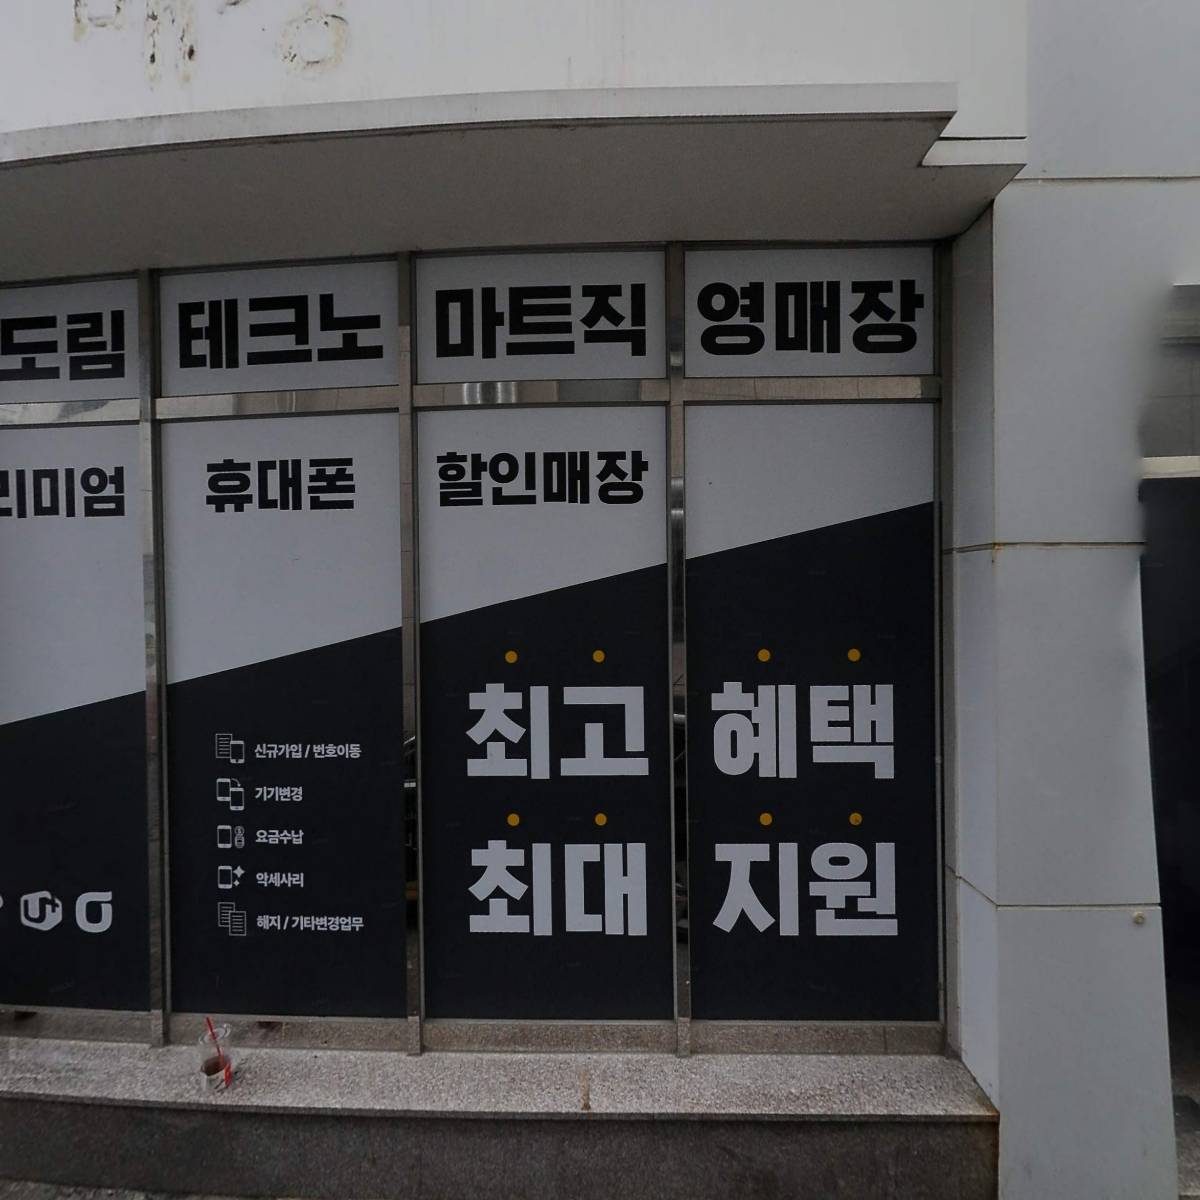 도림 테크노 마트직 영매장
리미엄 휴대폰 할인매장
최고 혜택
최대 지원
신규가입 / 번호이동
기기변경
요금수납
악세사리
해지 / 기타변경업무
U+